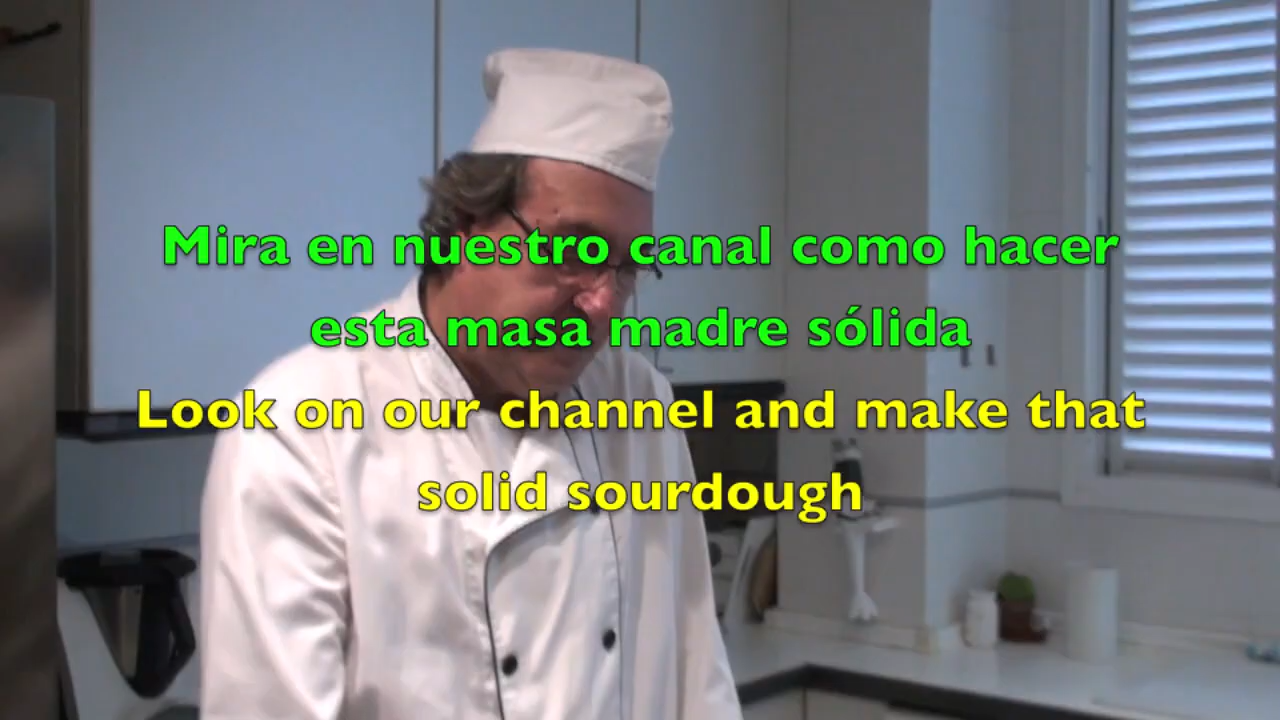 Mira en nuestro canal como hacer
esta masa madre sólida
Look on our channel and make that
solid sourdough